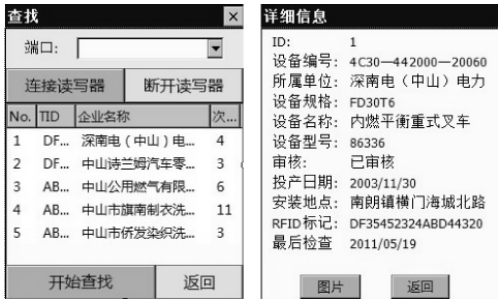 查找 ×
端口:
连接读写器 断开读写器
No. TID 企业名称 次...
1 DF... 深南电（中山）电... 4
2 DF... 中山诗兰姆汽车零... 3
3 AB... 中山公用燃气有限... 6
4 AB... 中山市旗南制衣洗... 11
5 AB... 中山市侨发染织洗... 3
开始查找 返回
详细信息
ID: 1
设备编号: 4C30—442000—20060
所属单位: 深南电（中山）电力
设备规格: FD30T6
设备名称: 内燃平衡重式叉车
设备型号: 86336
审核: 已审核
投产日期: 2003/11/30
安装地点: 南朗镇横门海城北路
RFID标记: DF35452324ABD44320
最后检查 2011/05/19
图片 返回